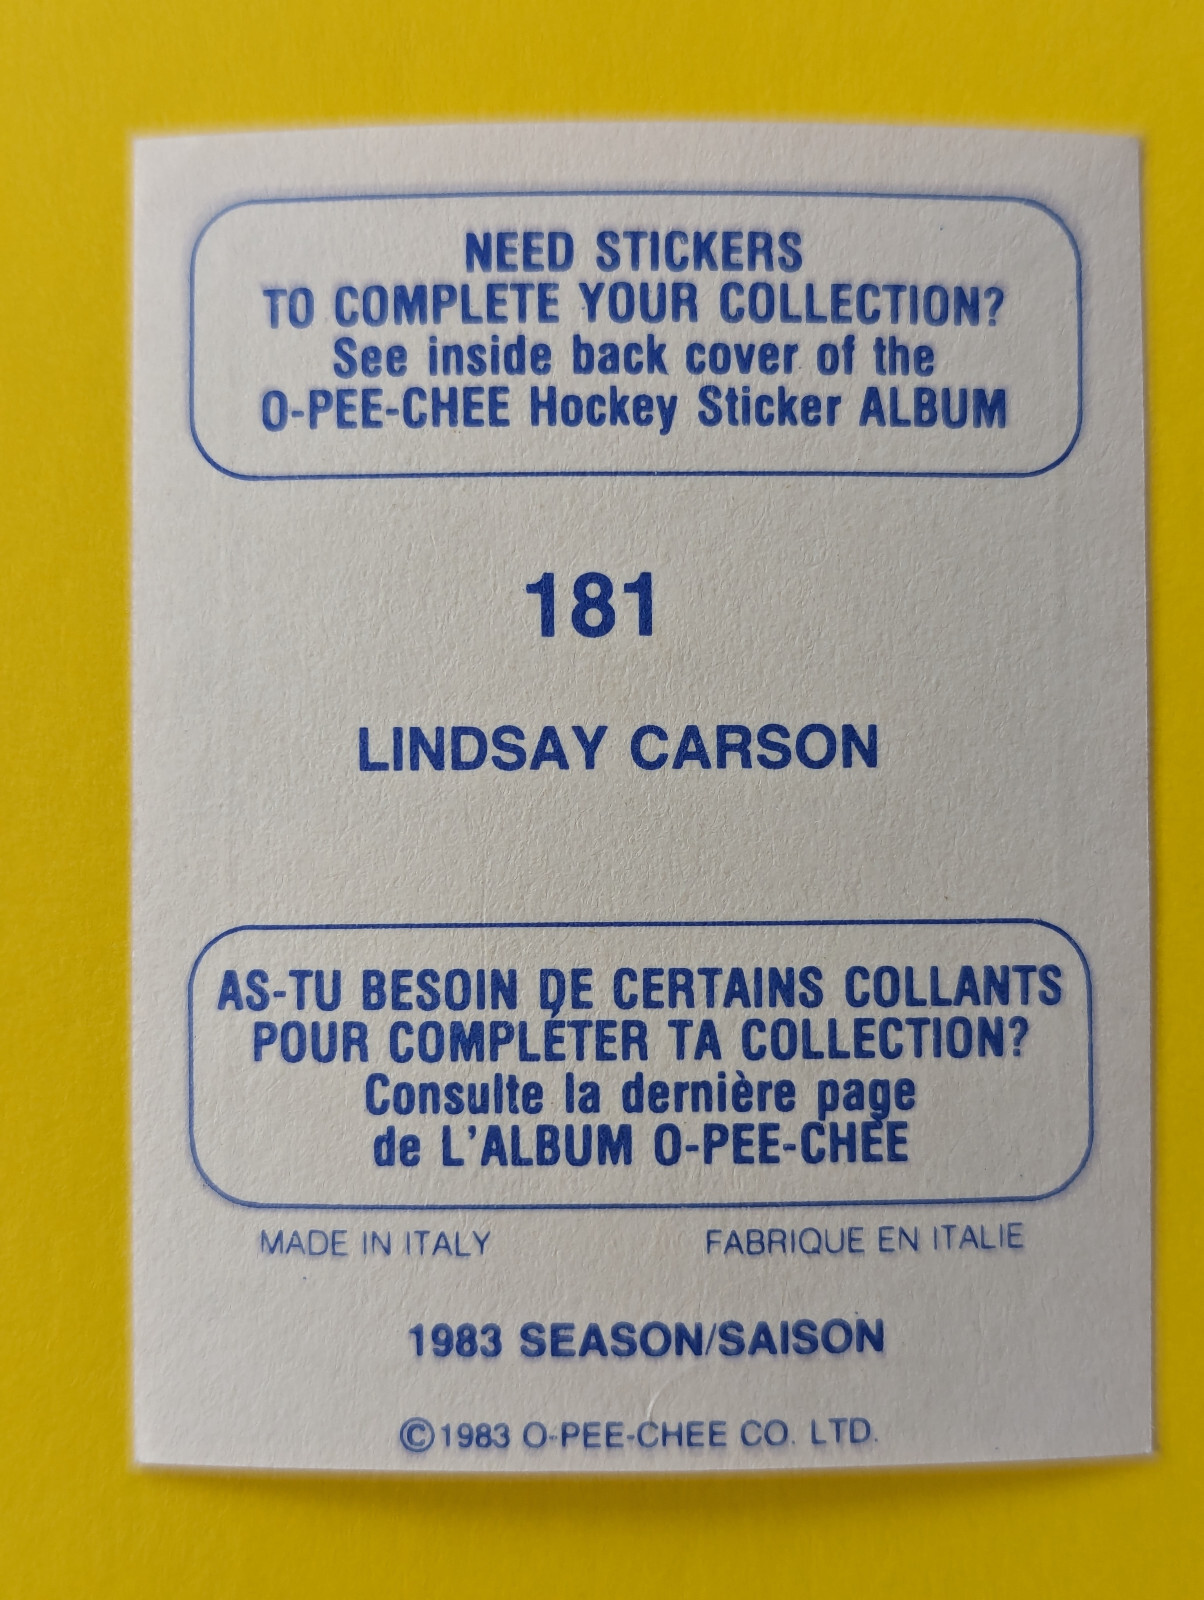 NEED STICKERS
TO COMPLETE YOUR COLLECTION?
See inside back cover of the
O-PEE-CHEE Hockey Sticker ALBUM
181
LINDSAY CARSON
AS-TU BESOIN DE CERTAINS COLLANTS
POUR COMPLÉTER TA COLLECTION?
Consulte la dernière page
de L'ALBUM O-PEE-CHEE
MADE IN ITALY FABRIQUE EN ITALIE
1983 SEASON/SAISON
©1983 O-PEE-CHEE CO. LTD.